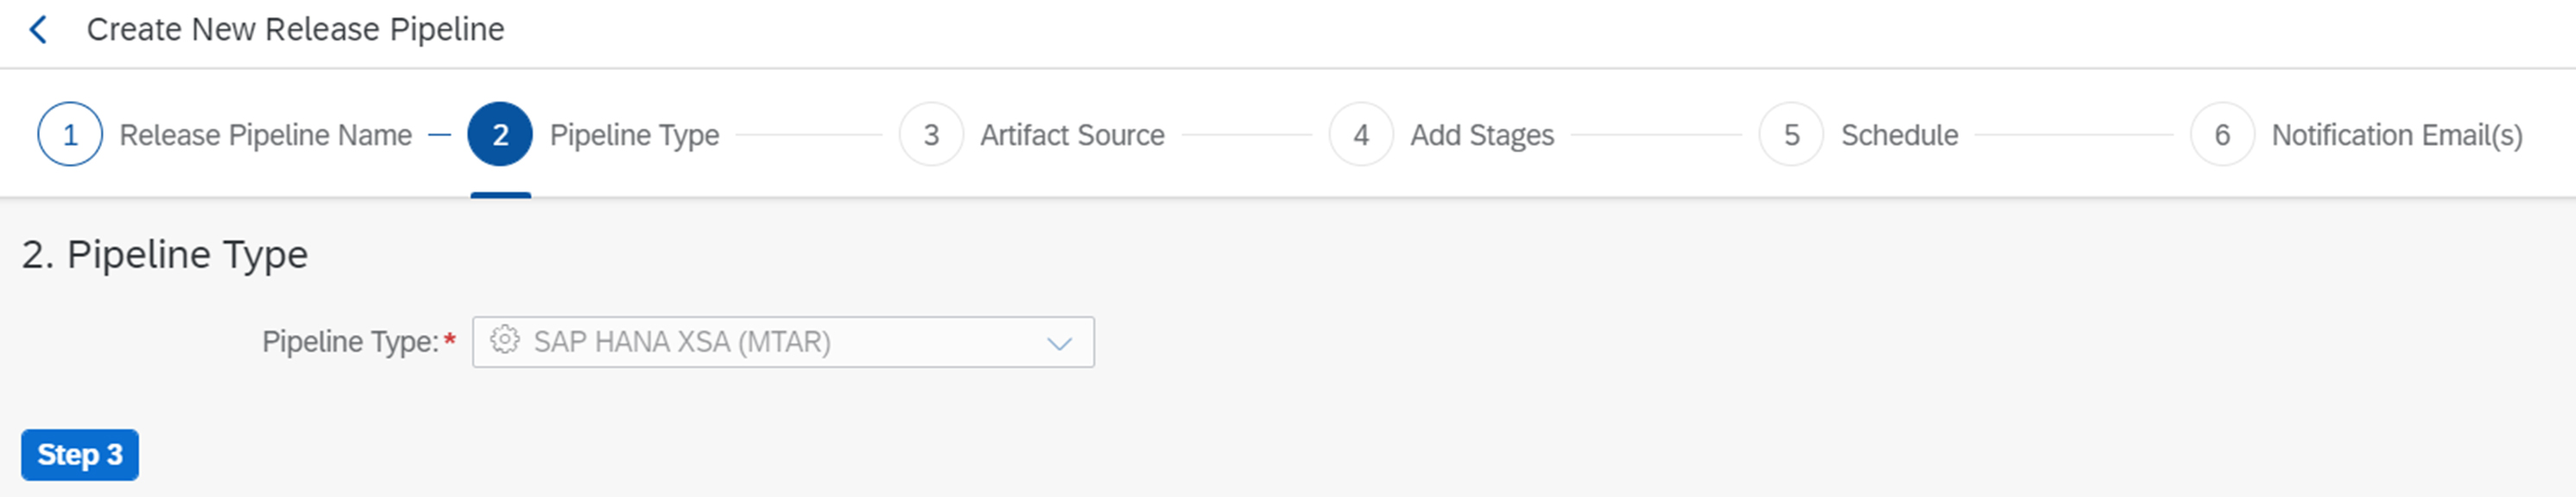 Create New Release Pipeline
1 Release Pipeline Name 2 Pipeline Type 3 Artifact Source 4 Add Stages 5 Schedule 6 Notification Email(s)
2. Pipeline Type
Pipeline Type:* SAP HANA XSA (MTAR)
Step 3